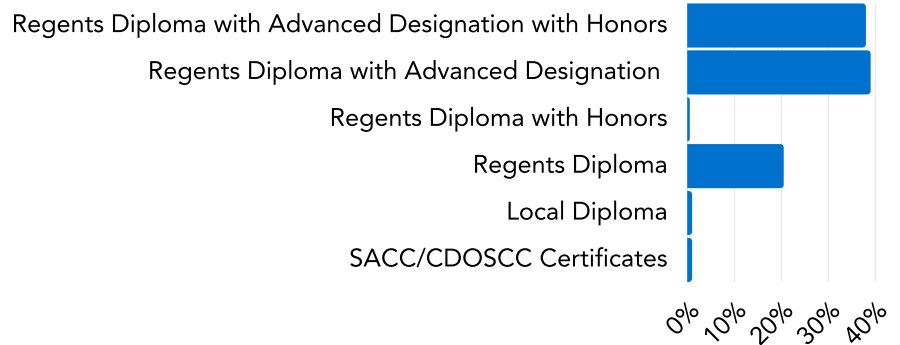 Regents Diploma with Advanced Designation with Honors
Regents Diploma with Advanced Designation
Regents Diploma with Honors
Regents Diploma
Local Diploma
SACC/CDOSCC Certificates
0% 10% 20% 30% 40%